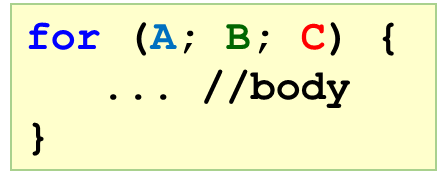 for (A; B; C) {
... //body
}